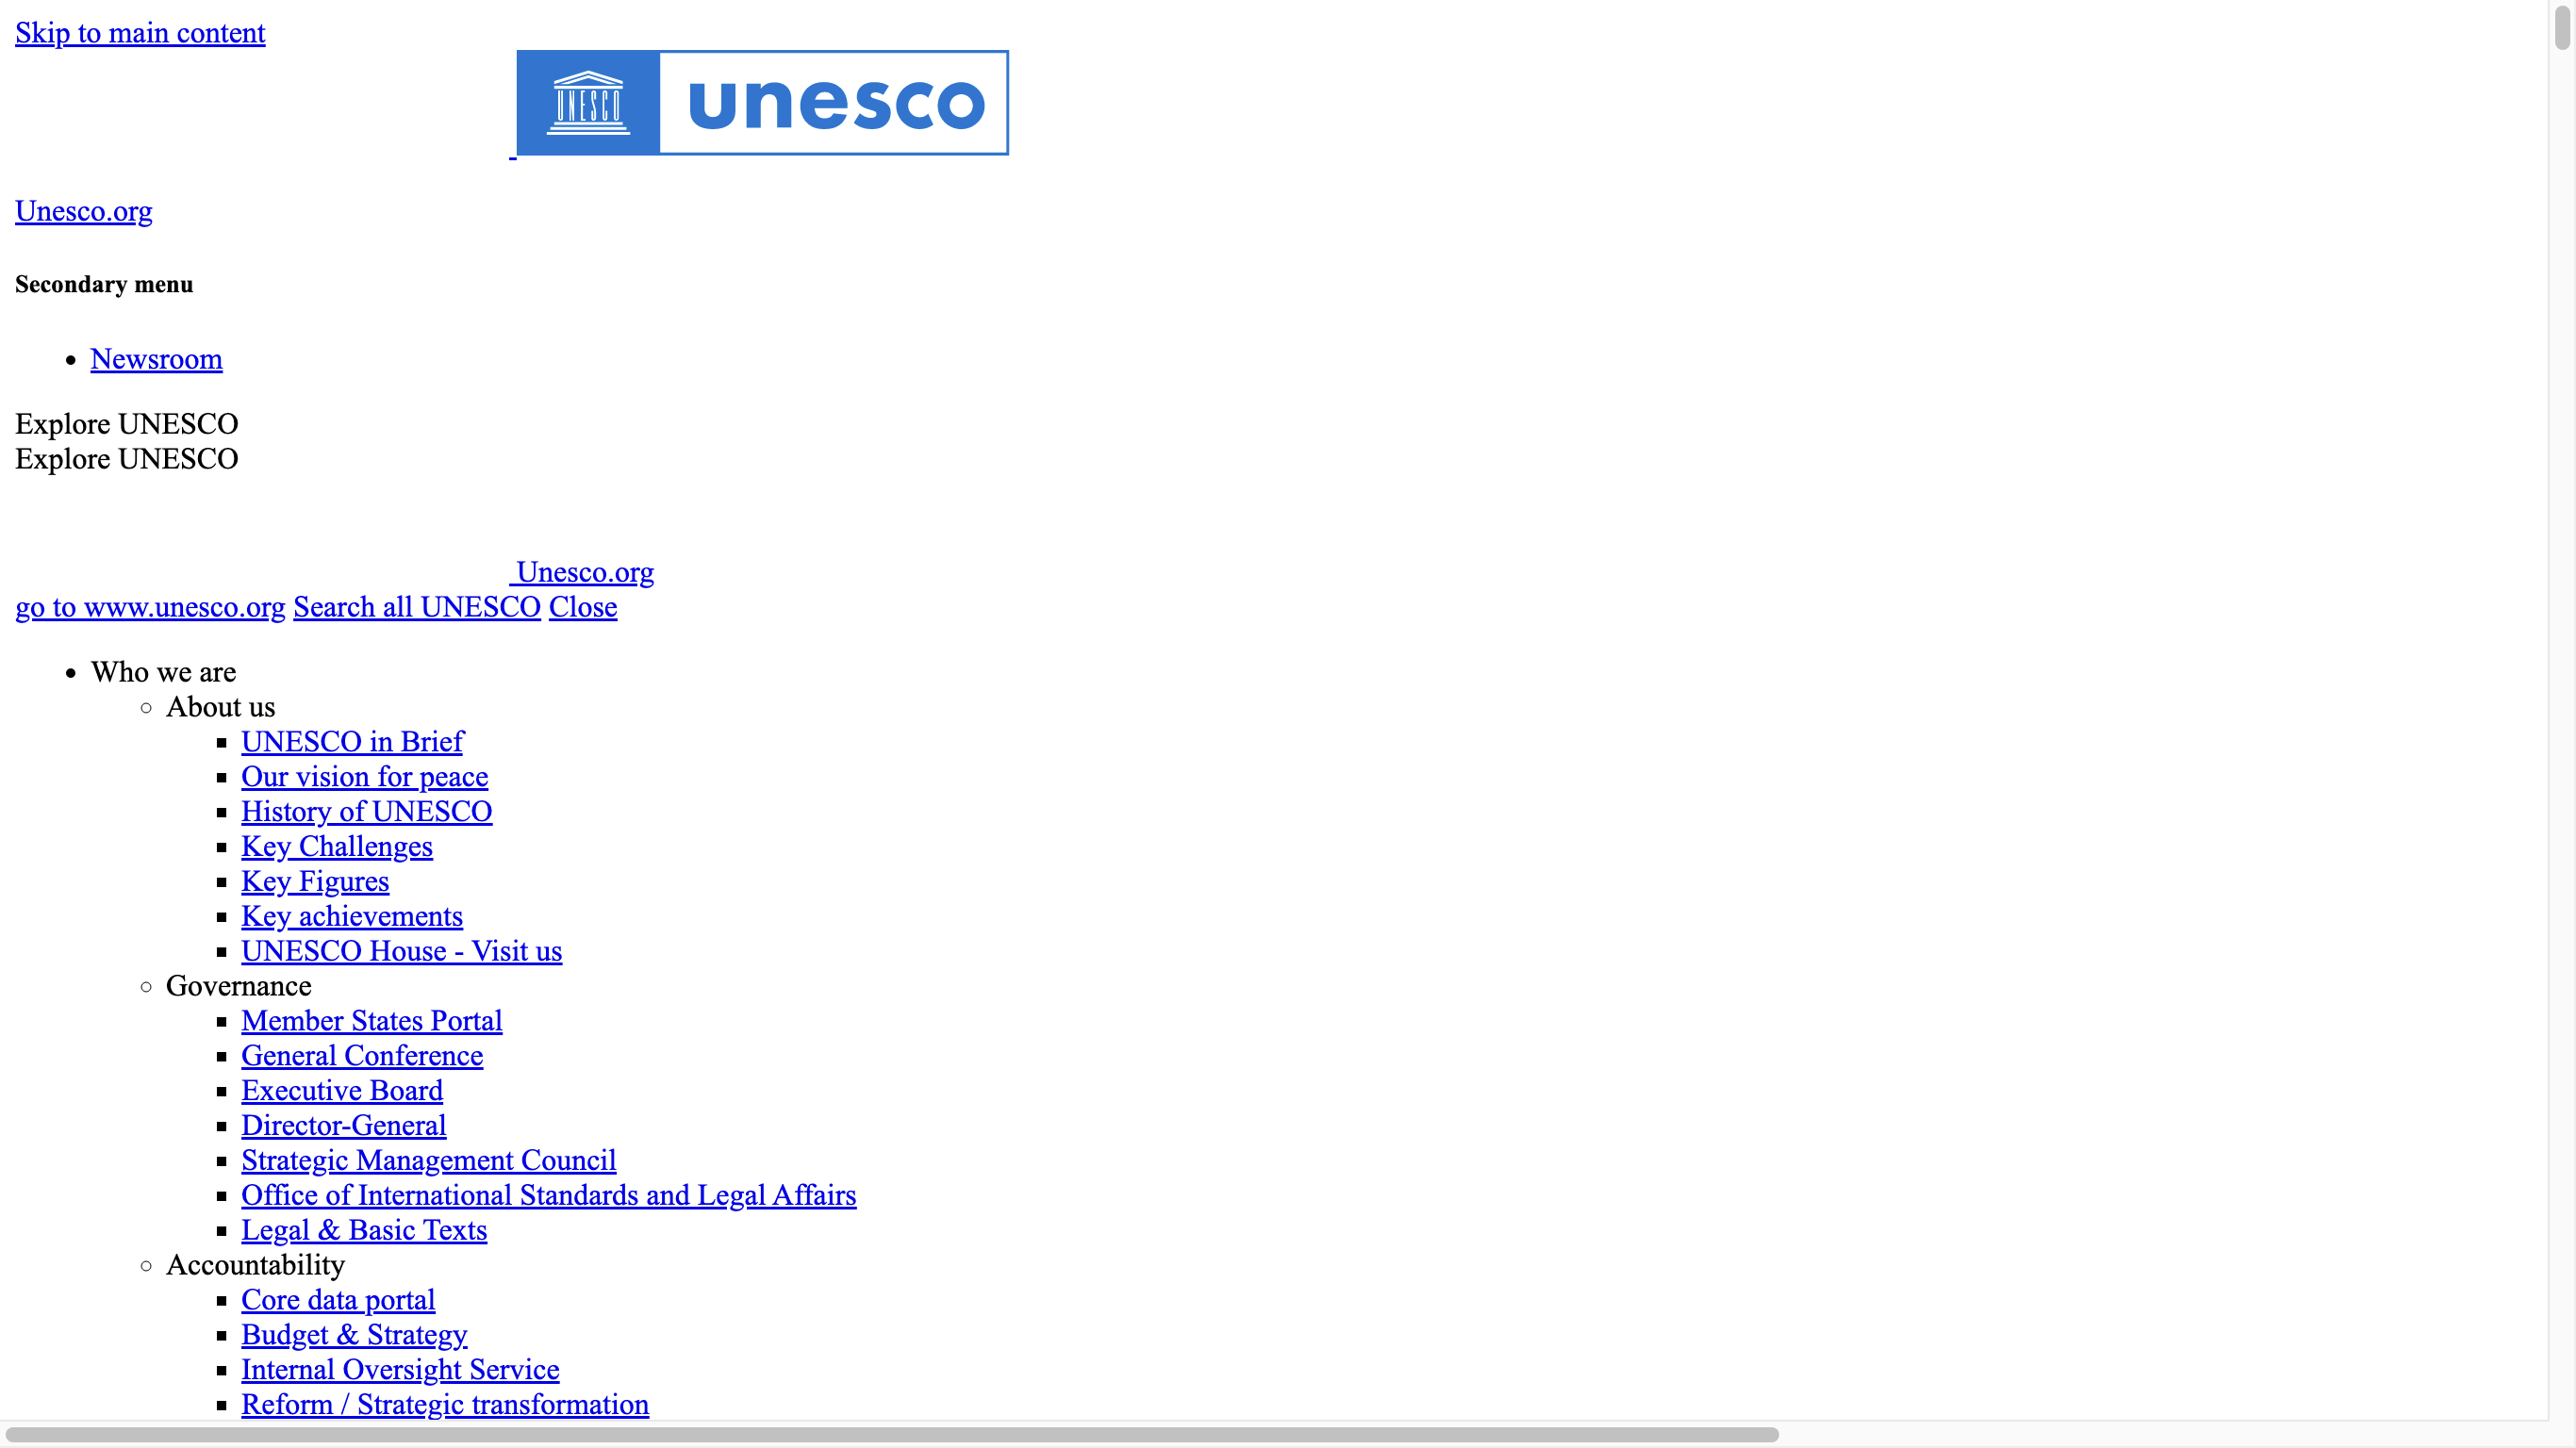 Skip to main content
UNESCO unesco
Unesco.org
Secondary menu
Newsroom
Explore UNESCO
Explore UNESCO
Unesco.org
go to www.unesco.org Search all UNESCO Close
Who we are
About us
UNESCO in Brief
Our vision for peace
History of UNESCO
Key Challenges
Key Figures
Key achievements
UNESCO House - Visit us
Governance
Member States Portal
General Conference
Executive Board
Director-General
Strategic Management Council
Office of International Standards and Legal Affairs
Legal & Basic Texts
Accountability
Core data portal
Budget & Strategy
Internal Oversight Service
Reform / Strategic transformation